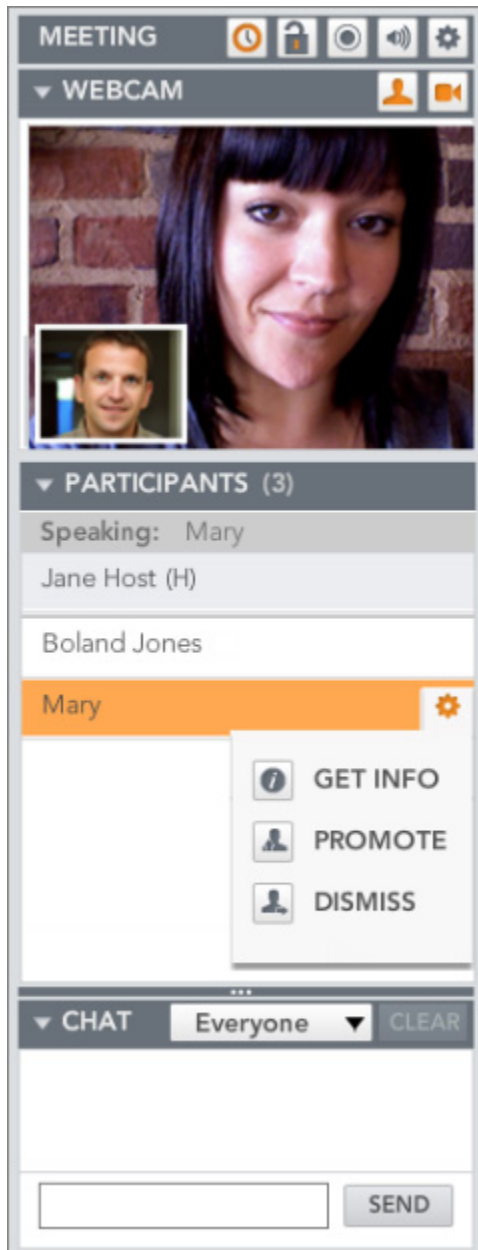 MEETING
WEBCAM
PARTICIPANTS (3)
Speaking: Mary
Jane Host (H)
Boland Jones
Mary
GET INFO
PROMOTE
DISMISS
CHAT Everyone CLEAR
SEND